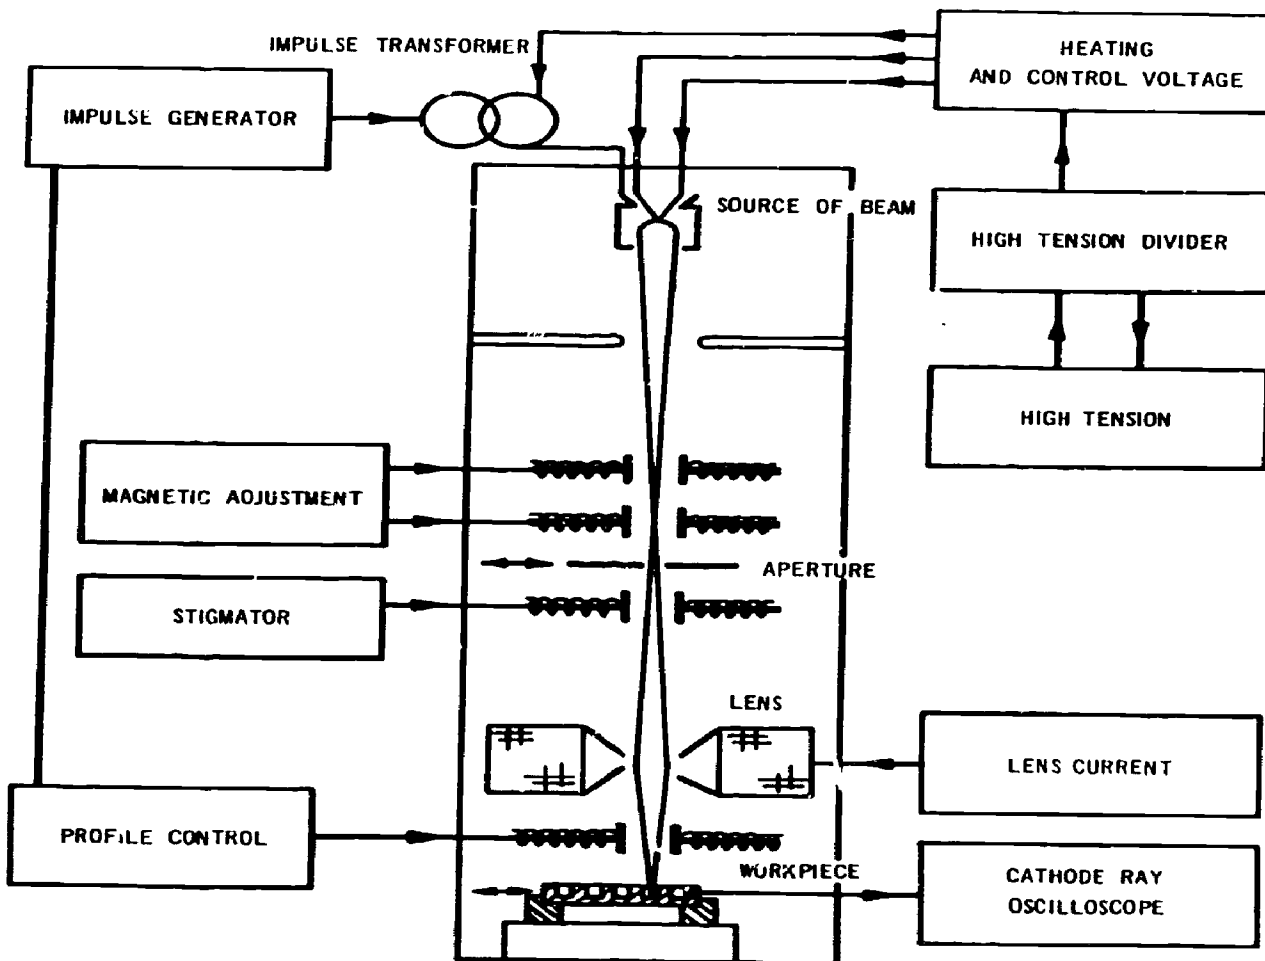 IMPULSE TRANSFORMER
HEATING
AND CONTROL VOLTAGE
IMPULSE GENERATOR
SOURCE OF BEAM
HIGH TENSION DIVIDER
HIGH TENSION
MAGNETIC ADJUSTMENT
APERTURE
STIGMATOR
LENS
LENS CURRENT
PROFILE CONTROL
WORKPIECE
CATHODE RAY
OSCILLOSCOPE